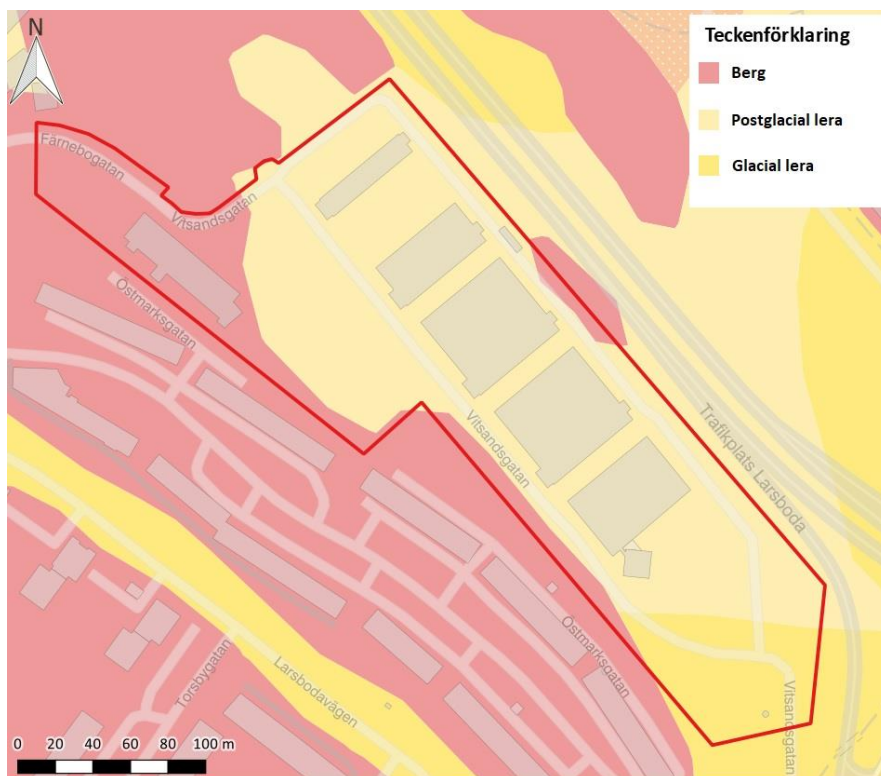 N
Teckenförklaring
Berg
Postglacial lera
Glacial lera
Färnebogatan
Vitsandsgatan
Östmarksgatan
Vitsandsgatan
Trafikplats Larsboda
Östmarksgatan
Larsbodavägen
Torsbygatan
Vitsandsgatan
0 20 40 60 80 100 m